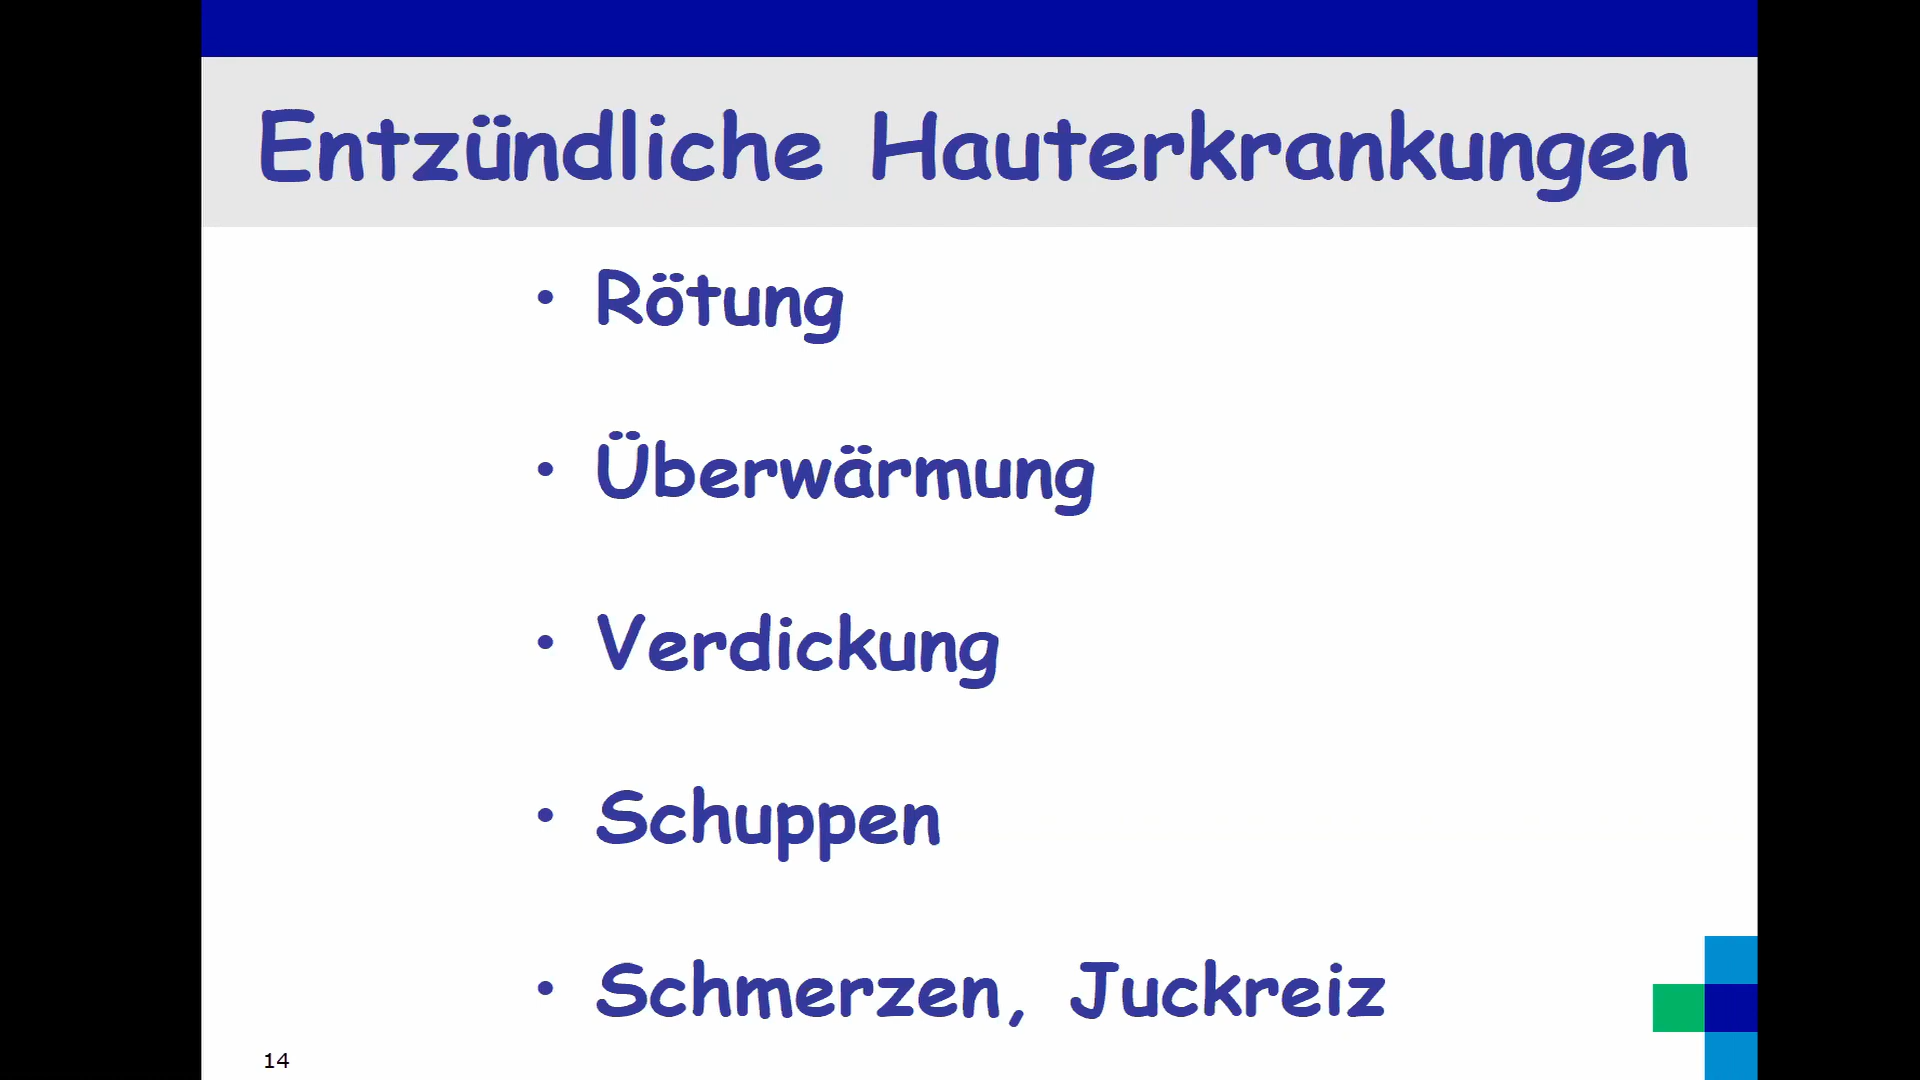 Entzündliche Hauterkrankungen
• Rötung
• Überwärmung
• Verdickung
• Schuppen
• Schmerzen, Juckreiz
14